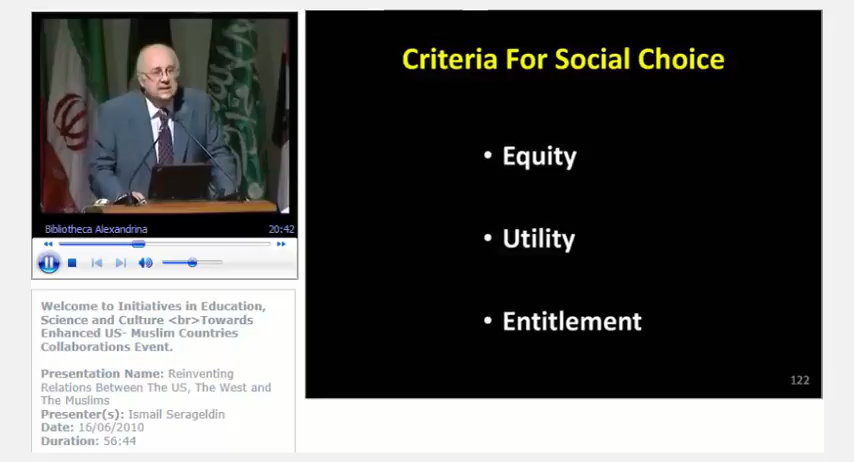 Bibliotheca Alexandrina 20:42
Welcome to Initiatives in Education,
Science and Culture <br>Towards
Enhanced US- Muslim Countries
Collaborations Event.
Presentation Name: Reinventing
Relations Between The US, The West and
The Muslims
Presenter(s): Ismail Serageldin
Date: 16/06/2010
Duration: 56:44
Criteria For Social Choice
• Equity
• Utility
• Entitlement
122